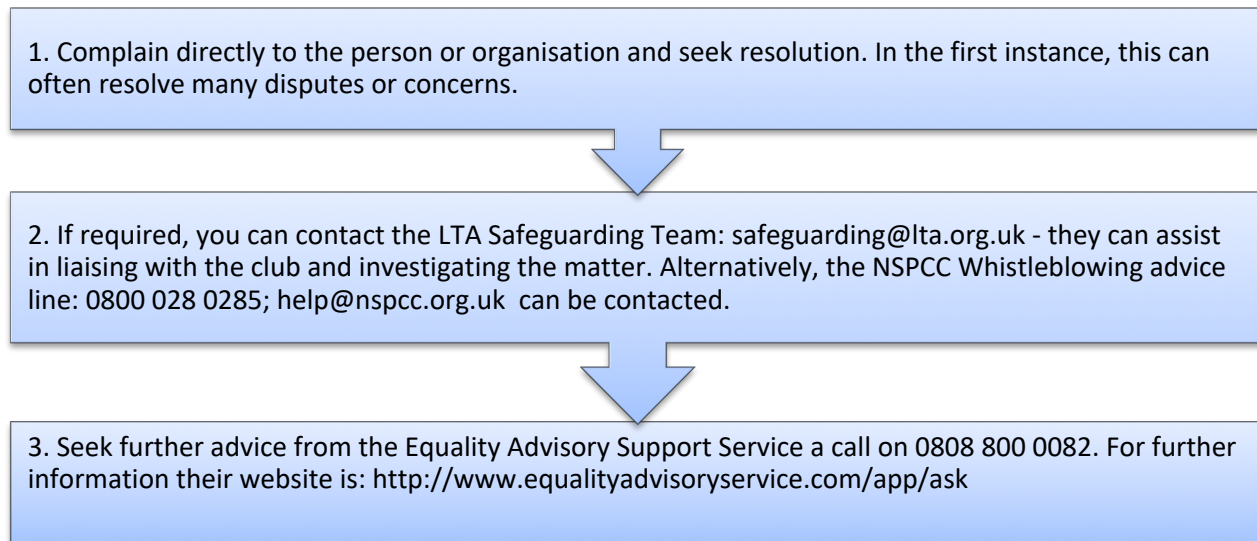 1. Complain directly to the person or organisation and seek resolution. In the first instance, this can
often resolve many disputes or concerns.
2. If required, you can contact the LTA Safeguarding Team: safeguarding@lta.org.uk - they can assist
in liaising with the club and investigating the matter. Alternatively, the NSPCC Whistleblowing advice
line: 0800 028 0285; help@nspcc.org.uk  can be contacted.
3. Seek further advice from the Equality Advisory Support Service a call on 0808 800 0082. For further
information their website is: http://www.equalityadvisoryservice.com/app/ask